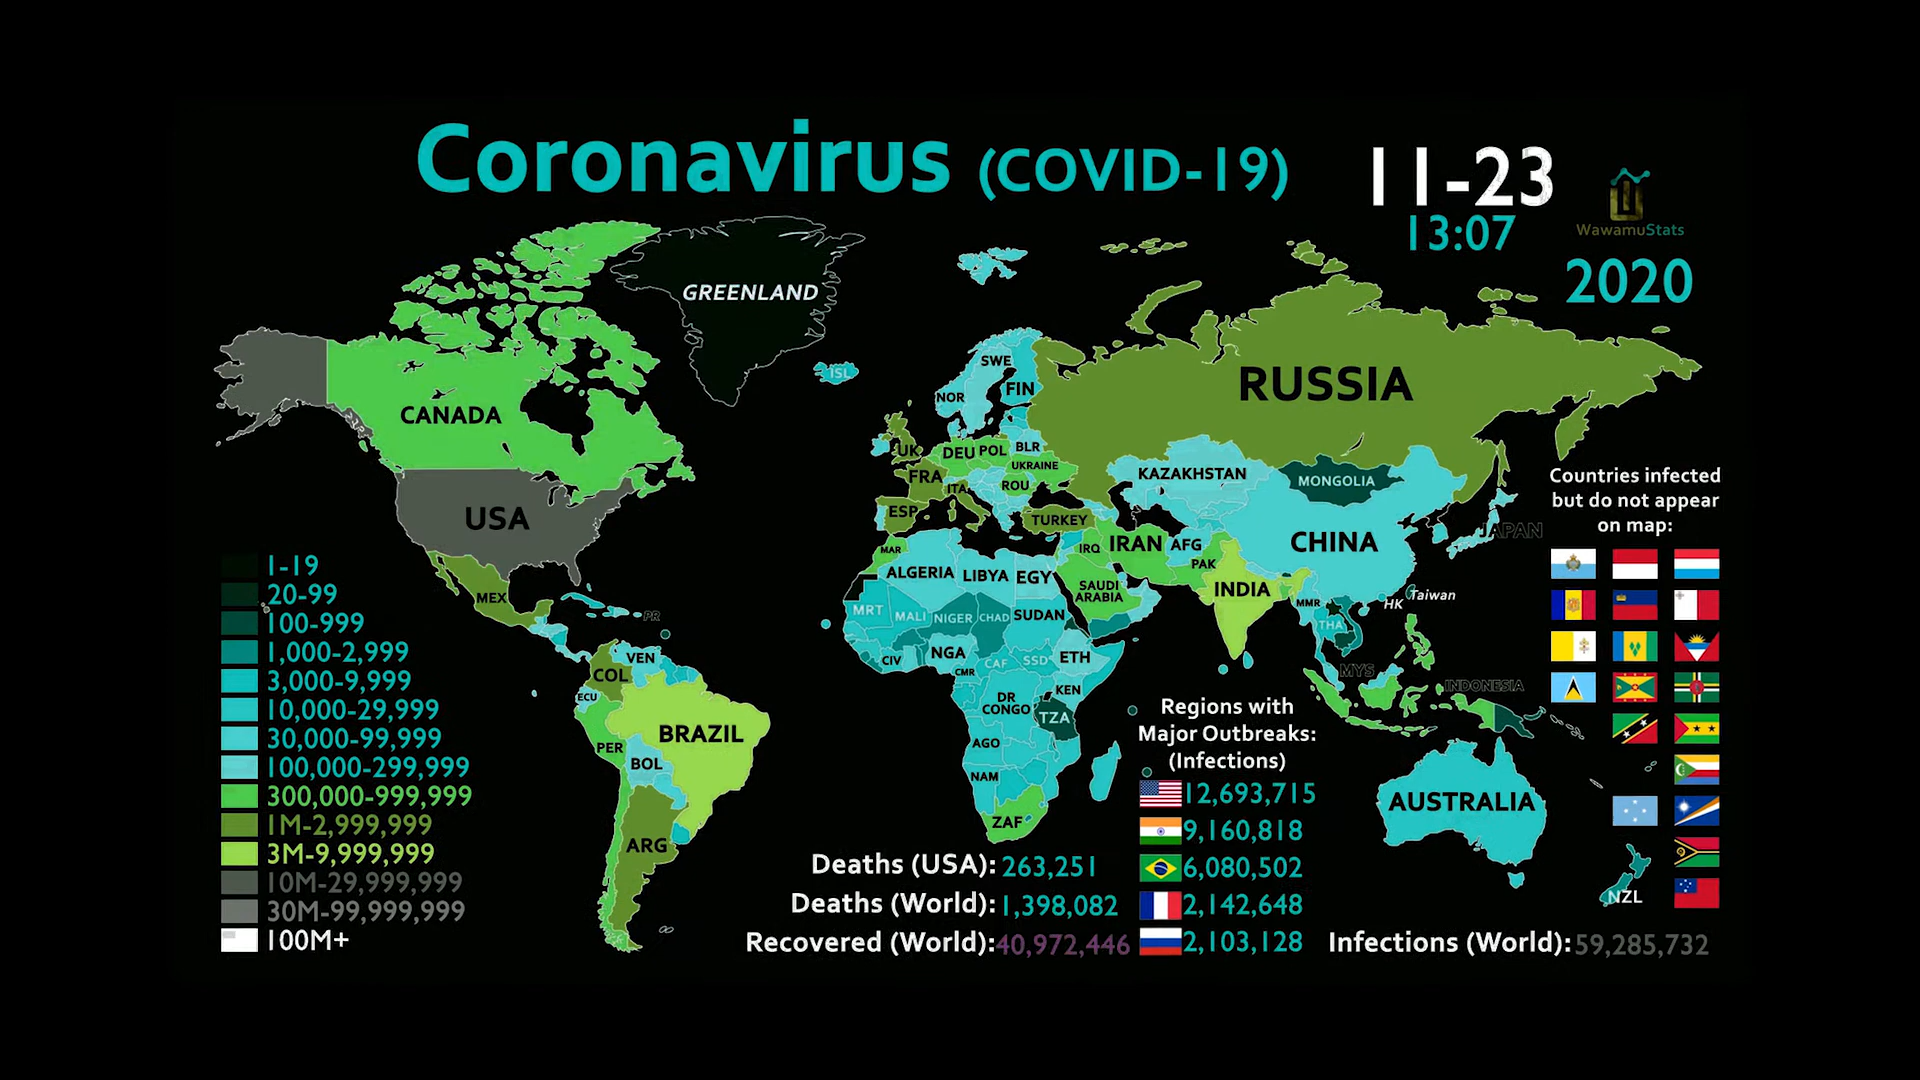 Coronavirus (COVID-19)
11-23
13:07
WawamuStats
2020
GREENLAND
ISL
SWE
FIN
NOR
RUSSIA
CANADA
UK
DEU
POL
BLR
UKRAINE
FRA
ITA
ROU
KAZAKHSTAN
MONGOLIA
Countries infected
but do not appear
on map:
USA
ESP
TURKEY
JAPAN
CHINA
MAR
IRQ
IRAN
AFG
PAK
ALGERIA
LIBYA
EGY
SAUDI
ARABIA
INDIA
MEX
PR
MRT
MALI
NIGER
CHAD
SUDAN
MMR
HK
Taiwan
THA
VEN
COL
ECU
CIV
NGA
CMR
CAF
SSD
ETH
KEN
MYS
INDONESIA
BRAZIL
PER
BOL
DR
CONGO
TZA
AGO
NAM
ZAF
ARG
AUSTRALIA
NZL
1-19
20-99
100-999
1,000-2,999
3,000-9,999
10,000-29,999
30,000-99,999
100,000-299,999
300,000-999,999
1M-2,999,999
3M-9,999,999
10M-29,999,999
30M-99,999,999
100M+
Regions with
Major Outbreaks:
(Infections)
12,693,715
9,160,818
6,080,502
2,142,648
2,103,128
Deaths (USA): 263,251
Deaths (World): 1,398,082
Recovered (World): 40,972,446
Infections (World): 59,285,732